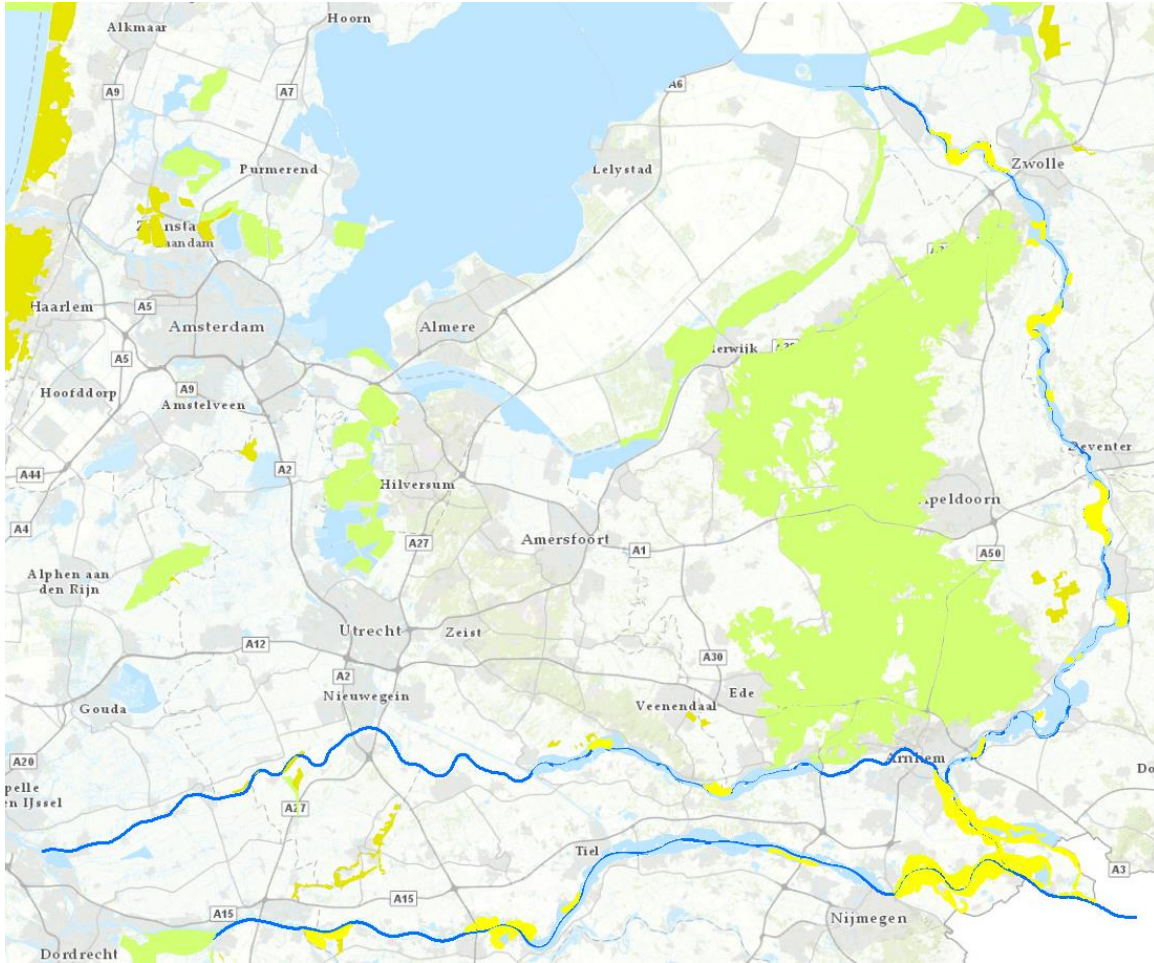 Hoorn
Alkmaar
A9
A7
A6
Purmerend
Lelystad
Zwolle
Haarlem
A5
Amsterdam
Almere
A5
Hoofddorp
A9
Amstelveen
A44
A2
Hilversum
A4
A27
Amersfoort
A1
A50
Alphen aan
den Rijn
Utrecht
Zeist
A12
A2
A30
Nieuwegein
Ede
Veenendaal
Gouda
A20
Arnhem
A27
Tiel
A3
A15
A15
Nijmegen
Dordrecht